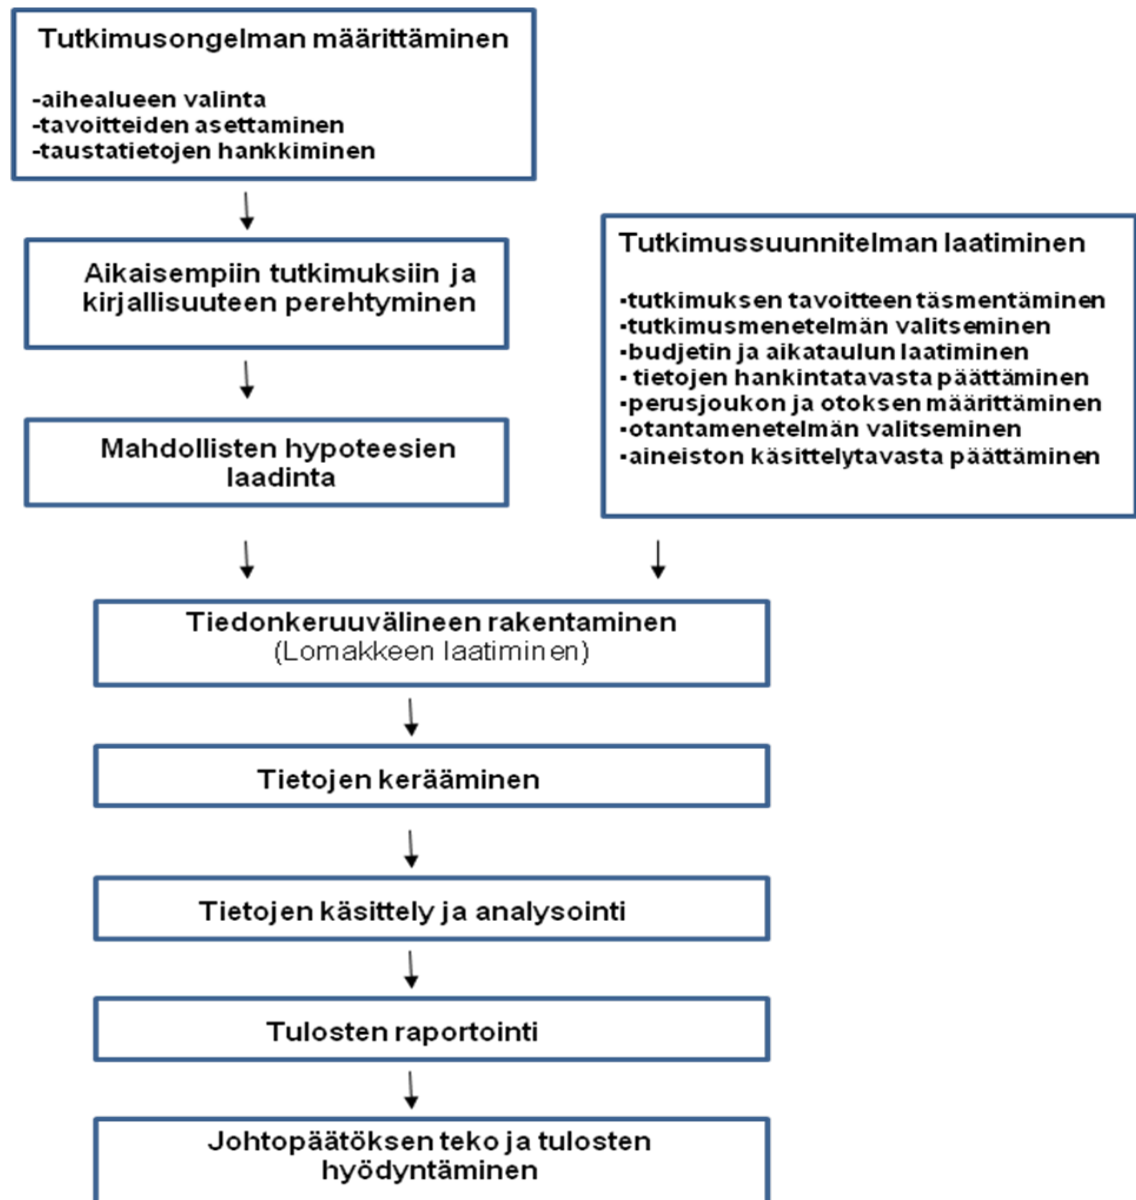 Tutkimusongelman määrittäminen
-aihealueen valinta
-tavoitteiden asettaminen
-taustatietojen hankkiminen
Aikaisempiin tutkimuksiin ja
kirjallisuuteen perehtyminen
Mahdollisten hypoteesien
laadinta
Tutkimussuunnitelman laatiminen
▪tutkimuksen tavoitteen täsmentäminen
▪tutkimusmenetelmän valitseminen
▪budjetin ja aikataulun laatiminen
▪ tietojen hankintatavasta päättäminen
▪perusjoukon ja otoksen määrittäminen
▪otantamenetelmän valitseminen
▪aineiston käsittelytavasta päättäminen
Tiedonkeruuvälineen rakentaminen
(Lomakkeen laatiminen)
Tietojen kerääminen
Tietojen käsittely ja analysointi
Tulosten raportointi
Johtopäätöksen teko ja tulosten
hyödyntäminen